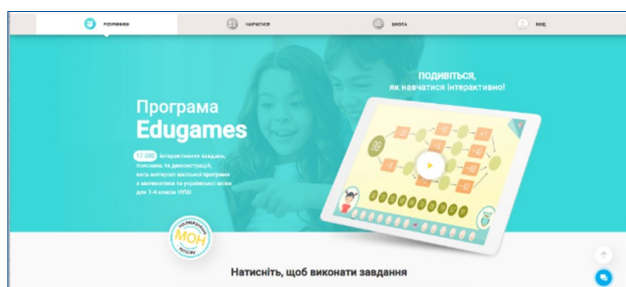 РОЗУМНИКИ
НАВЧАТИСЯ
ШКОЛА
ВХІД
ПОДИВІТЬСЯ,
як навчатися інтерактивно!
Програма
Edugames
17 000 інтерактивних завдань,
пояснень та демонстрацій,
весь матеріал шкільної програми
з математики та української мови
для 1-4 класів НУШ
МОН
Натисніть, щоб виконати завдання